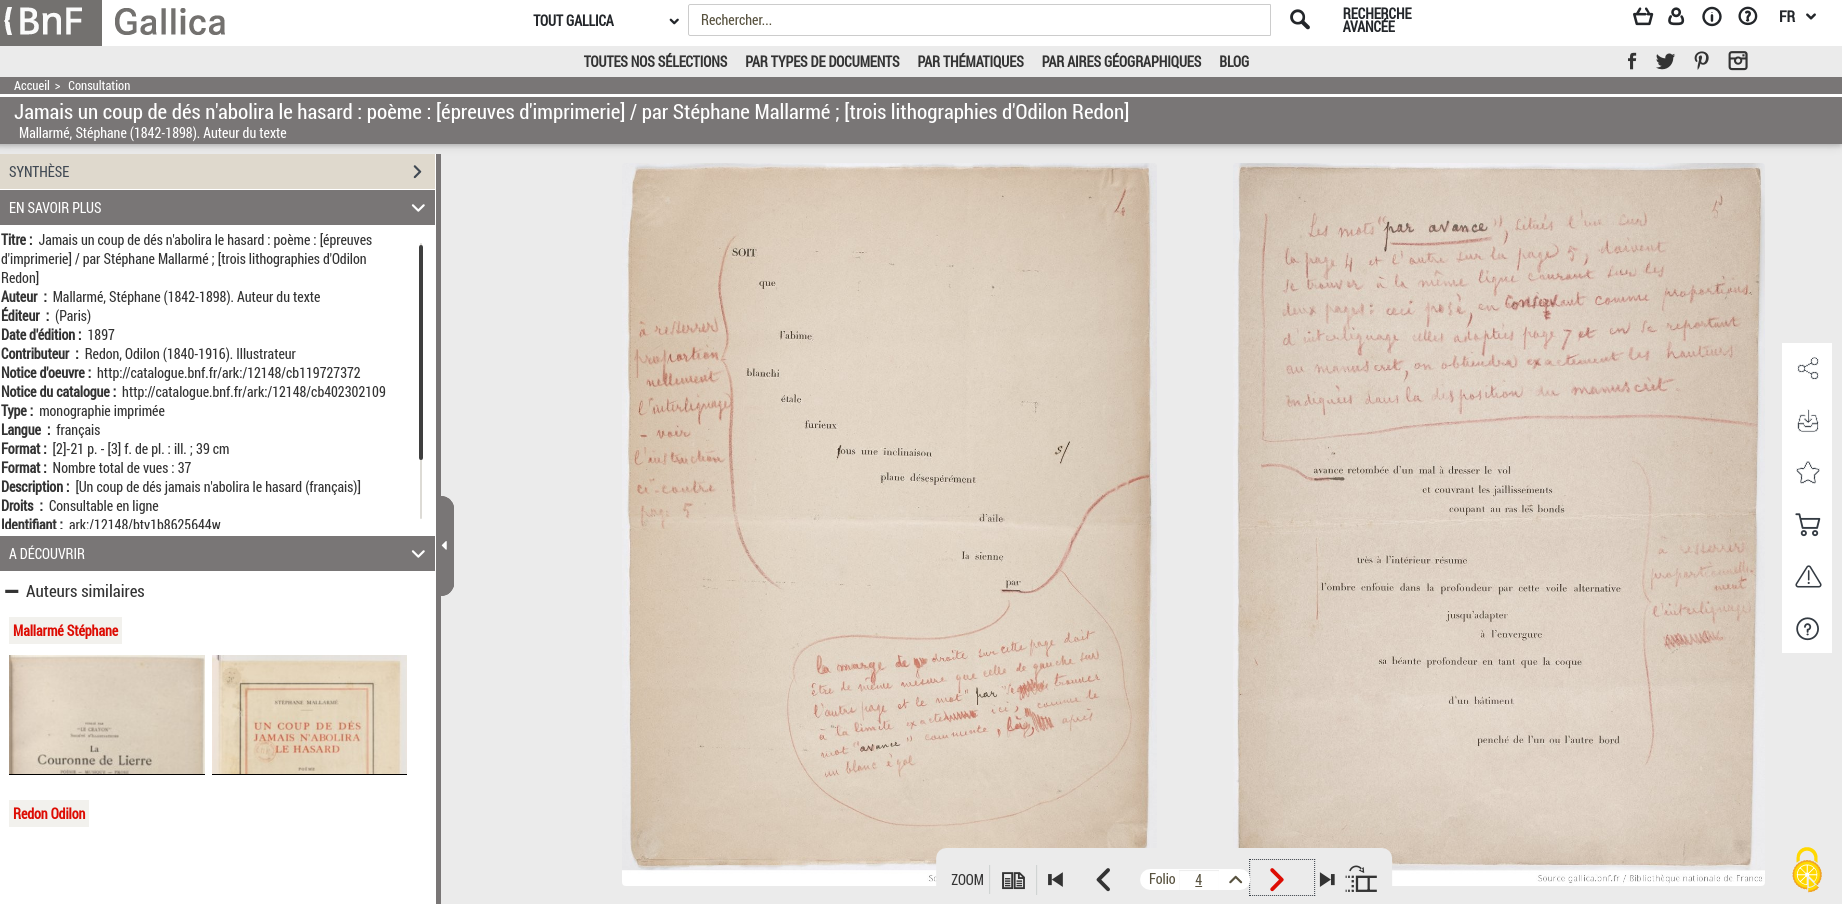 BnF Gallica
TOUT GALLICA
Rechercher...
RECHERCHE
AVANCÉE
FR
TOUTES NOS SÉLECTIONS PAR TYPES DE DOCUMENTS PAR THÉMATIQUES PAR AIRES GÉOGRAPHIQUES BLOG
Accueil > Consultation
Jamais un coup de dés n'abolira le hasard : poème : [épreuves d'imprimerie] / par Stéphane Mallarmé ; [trois lithographies d'Odilon Redon]
Mallarmé, Stéphane (1842-1898). Auteur du texte
SYNTHÈSE
EN SAVOIR PLUS
Titre : Jamais un coup de dés n'abolira le hasard : poème : [épreuves
d'imprimerie] / par Stéphane Mallarmé ; [trois lithographies d'Odilon
Redon]
Auteur : Mallarmé, Stéphane (1842-1898). Auteur du texte
Éditeur : (Paris)
Date d'édition : 1897
Contributeur : Redon, Odilon (1840-1916). Illustrateur
Notice d'oeuvre : http://catalogue.bnf.fr/ark:/12148/cb119727372
Notice du catalogue : http://catalogue.bnf.fr/ark:/12148/cb402302109
Type : monographie imprimée
Langue : français
Format : [2]-21 p. - [3] f. de pl. : ill. ; 39 cm
Format : Nombre total de vues : 37
Description : [Un coup de dés jamais n'abolira le hasard (français)]
Droits : Consultable en ligne
Identifiant : ark:/12148/btv1b8625644w
A DÉCOUVRIR
Auteurs similaires
Mallarmé Stéphane
La
Couronne de Lierre
STÉPHANE MALLARMÉ
UN COUP DE DÉS
JAMAIS N'ABOLIRA
LE HASARD
POÈME
Redon Odilon
4
SOIT
que
l'abîme
blanchi
étale
furieux
sous une inclinaison
s/
plane désespérément
d'aile
la sienne
par
à resserrer
proportion-
nellement
l'interlignage
- voir
l'instruction
ci-contre
page 5
la marge de droite sur cette page doit
être de même mesure que celle de gauche sur
l'autre page et le mot "par" se trouver
à la limite ici, comme le
mot "avance" commence, après
un blanc égal
5
Les mots "par avance", situés l'un sur
la page 4 et l'autre sur la page 5, doivent
se trouver à la même ligne courant sur les
deux pages: ceci posé, en conservant comme proportions
d'interlignage celles adoptées page 7 et en se reportant
au manuscrit, on obtiendra exactement les hauteurs
indiquées dans la disposition du manuscrit.
avance retombée d'un mal à dresser le vol
et couvrant les jaillissements
coupant au ras les bonds
très à l'intérieur résume
l'ombre enfouie dans la profondeur par cette voile alternative
jusqu'adapter
à l'envergure
sa béante profondeur en tant que la coque
d'un bâtiment
penché de l'un ou l'autre bord
à resserrer
proportionnelle-
ment
l'interlignage
ZOOM
Folio 4
Source gallica.bnf.fr / Bibliothèque nationale de France